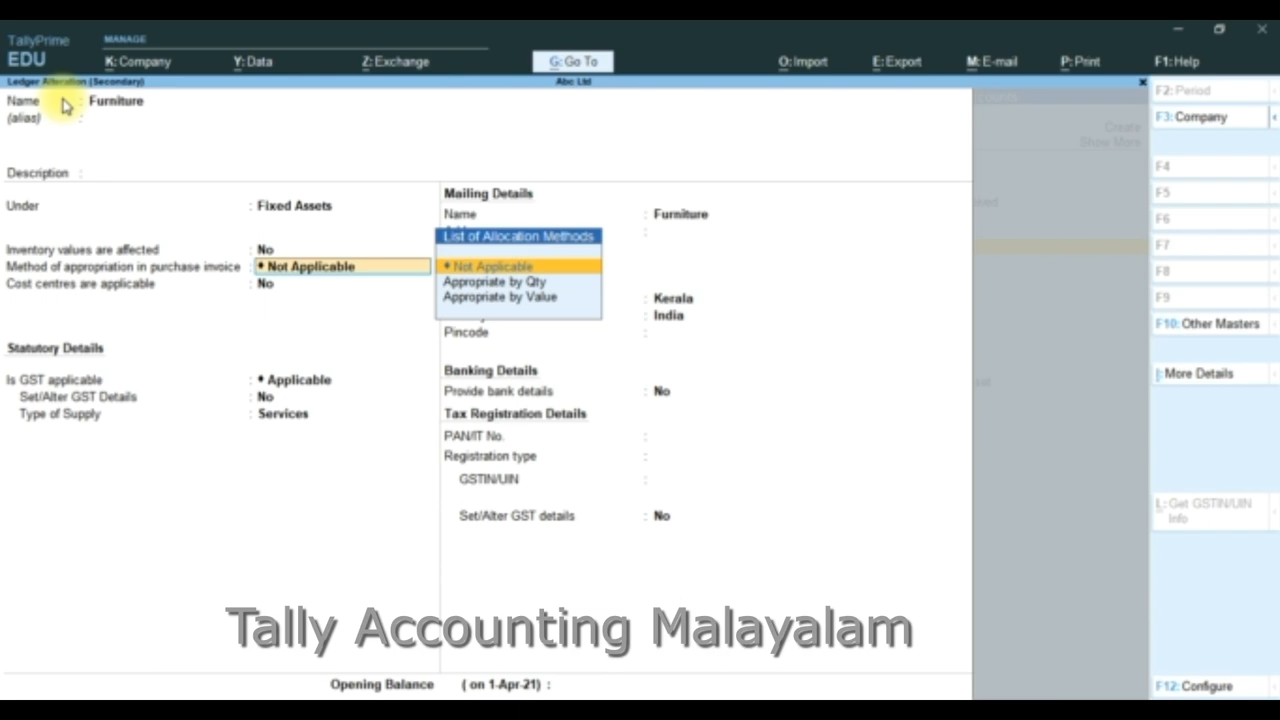 TallyPrime
EDU
MANAGE
K: Company
Y: Data
Z: Exchange
G: Go To
O: Import
E: Export
M: E-mail
P: Print
F1: Help
Ledger Alteration (Secondary)
Abc Ltd
Name : Furniture
(alias) :
Description :
Under : Fixed Assets
Inventory values are affected : No
Method of appropriation in purchase invoice : ♦ Not Applicable
Cost centres are applicable : No
Statutory Details
Is GST applicable : ♦ Applicable
Set/Alter GST Details : No
Type of Supply : Services
Mailing Details
Name : Furniture
List of Allocation Methods
♦ Not Applicable
Appropriate by Qty
Appropriate by Value
: Kerala
: India
Pincode :
Banking Details
Provide bank details : No
Tax Registration Details
PAN/IT No. :
Registration type :
GSTIN/UIN :
Set/Alter GST details : No
Create
Show More
F2: Period
F3: Company
F4
F5
F6
F7
F8
F9
F10: Other Masters
I: More Details
L: Get GSTIN/UIN
Info
F12: Configure
Tally Accounting Malayalam
Opening Balance ( on 1-Apr-21) :